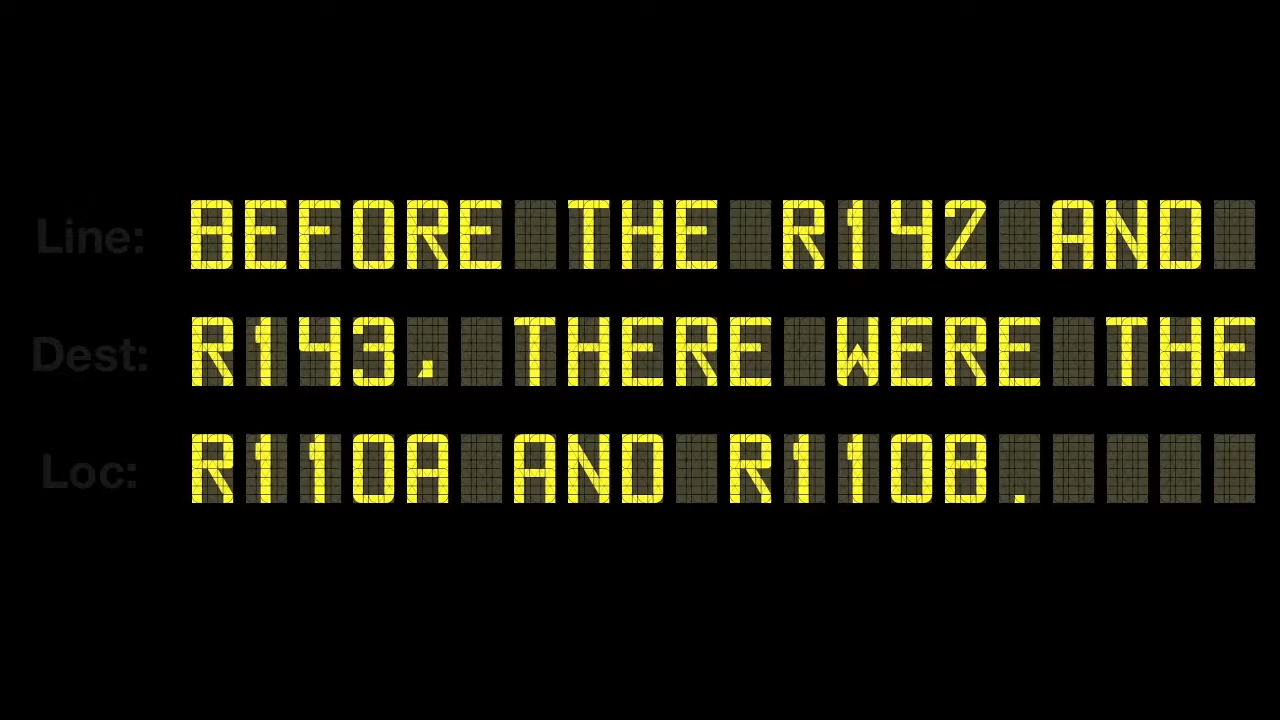 Line: BEFORE THE R142 AND
Dest: R143, THERE WERE THE
Loc: R110A AND R110B.